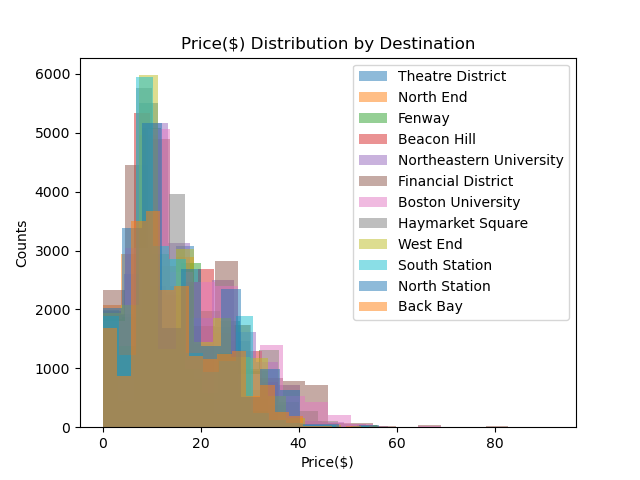 Price($) Distribution by Destination
6000
5000
4000
3000
2000
1000
0
Counts
Theatre District
North End
Fenway
Beacon Hill
Northeastern University
Financial District
Boston University
Haymarket Square
West End
South Station
North Station
Back Bay
0 20 40 60 80
Price($)